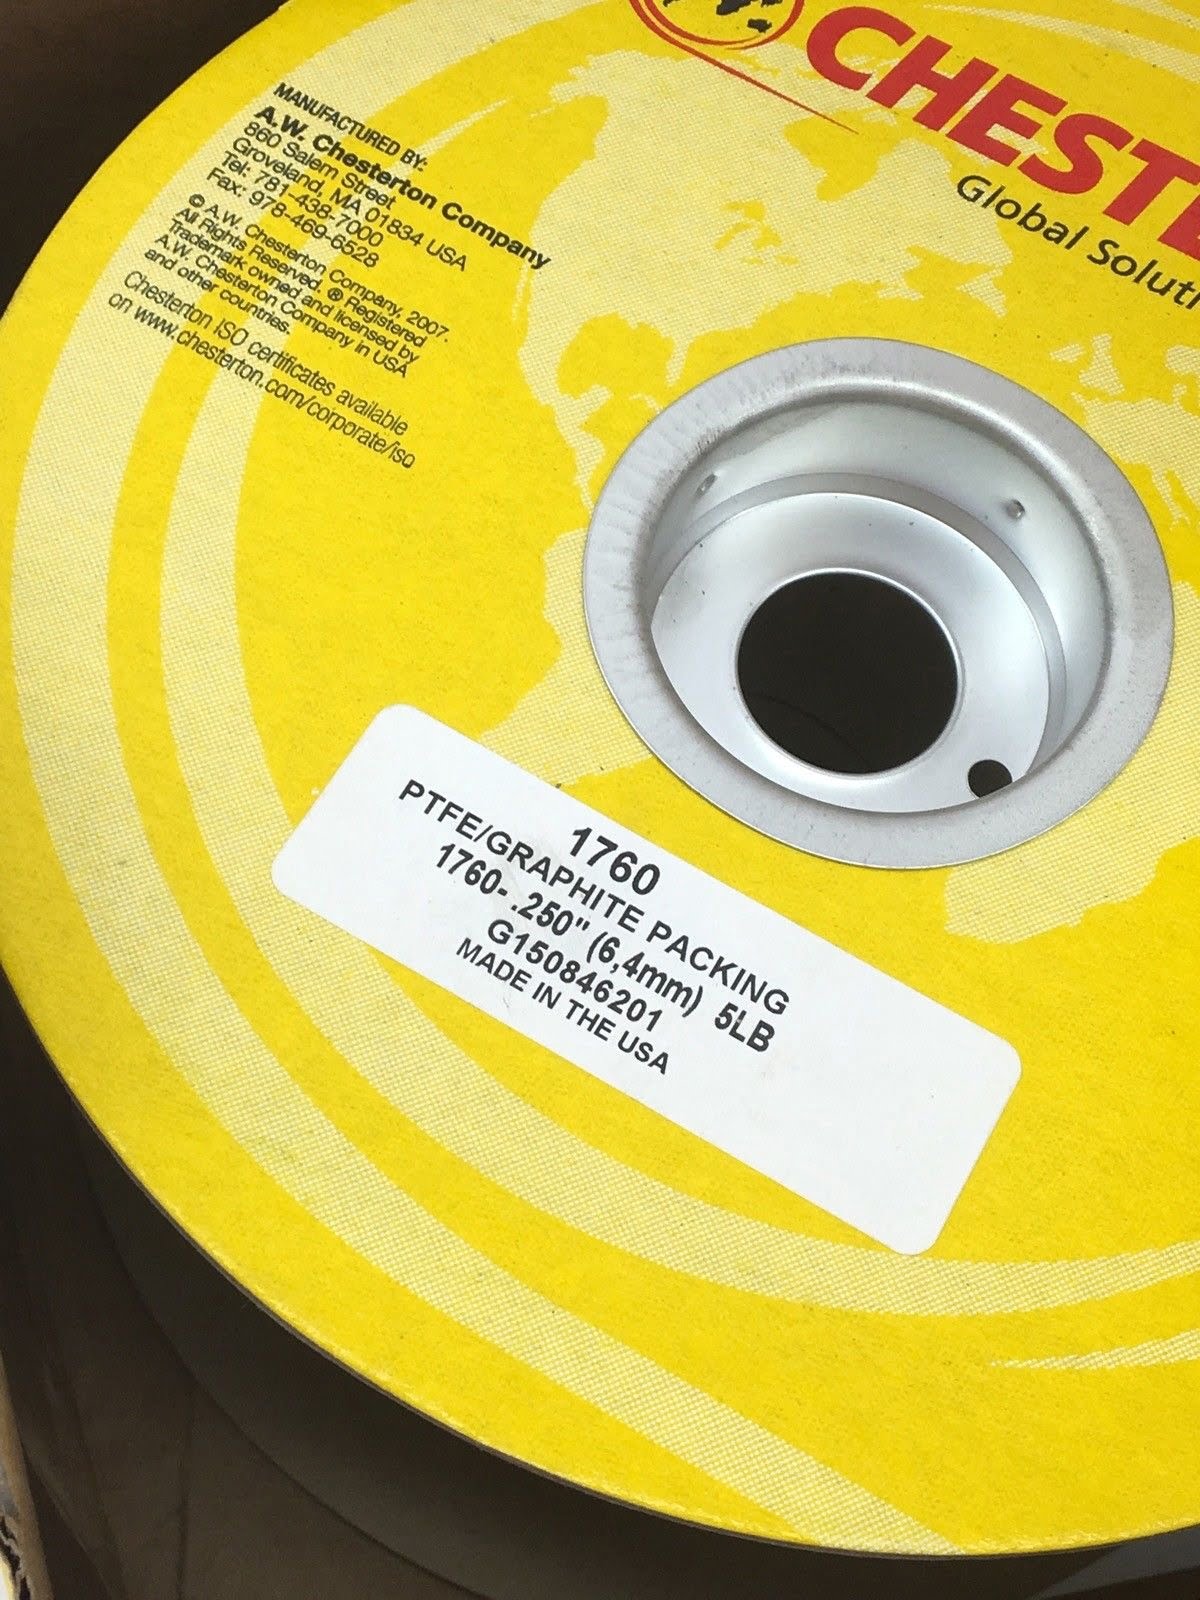 CHESTE
Global Soluti
MANUFACTURED BY:
A.W. Chesterton Company
860 Salem Street
Groveland, MA 01834 USA
Tel: 781-438-7000
Fax: 978-469-6528
© A.W. Chesterton Company, 2007.
All Rights Reserved. ® Registered
Trademark owned and licensed by
A.W. Chesterton Company in USA
and other countries.
Chesterton ISO certificates available
on www.chesterton.com/corporate/iso
1760
PTFE/GRAPHITE PACKING
1760- .250" (6,4mm) 5LB
G150846201
MADE IN THE USA